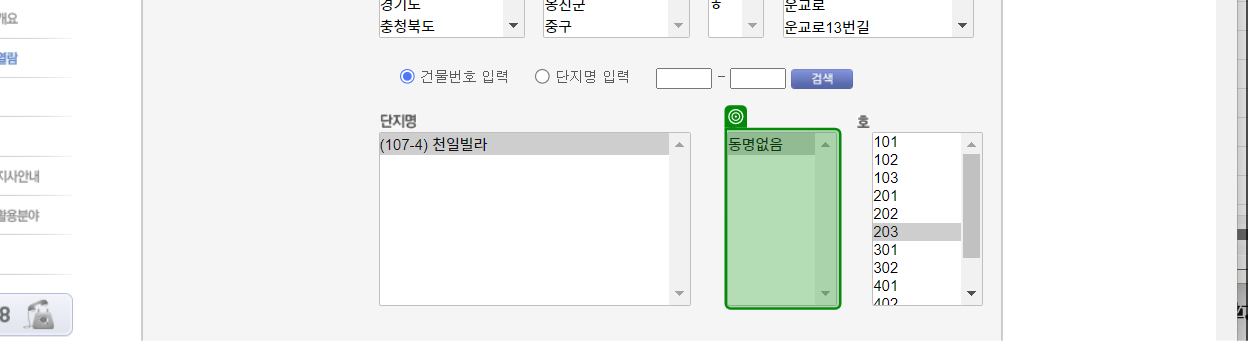 경기도
옹진군
ㅎ
운교로
충청북도
중구
운교로13번길
개요
열람
건물번호 입력
단지명 입력
-
검색
단지명
호
(107-4) 천일빌라
동명없음
101
102
103
201
202
203
301
302
401
402
지사안내
활용분야
8